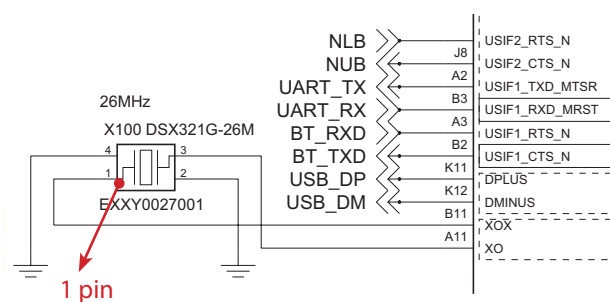 NLB
NUB
UART_TX
UART_RX
BT_RXD
BT_TXD
USB_DP
USB_DM
J8
A2
B3
A3
B2
K11
K12
B11
A11
USIF2_RTS_N
USIF2_CTS_N
USIF1_TXD_MTSR
USIF1_RXD_MRST
USIF1_RTS_N
USIF1_CTS_N
DPLUS
DMINUS
XOX
XO
26MHz
X100 DSX321G-26M
4
3
1
2
EXXY0027001
1 pin